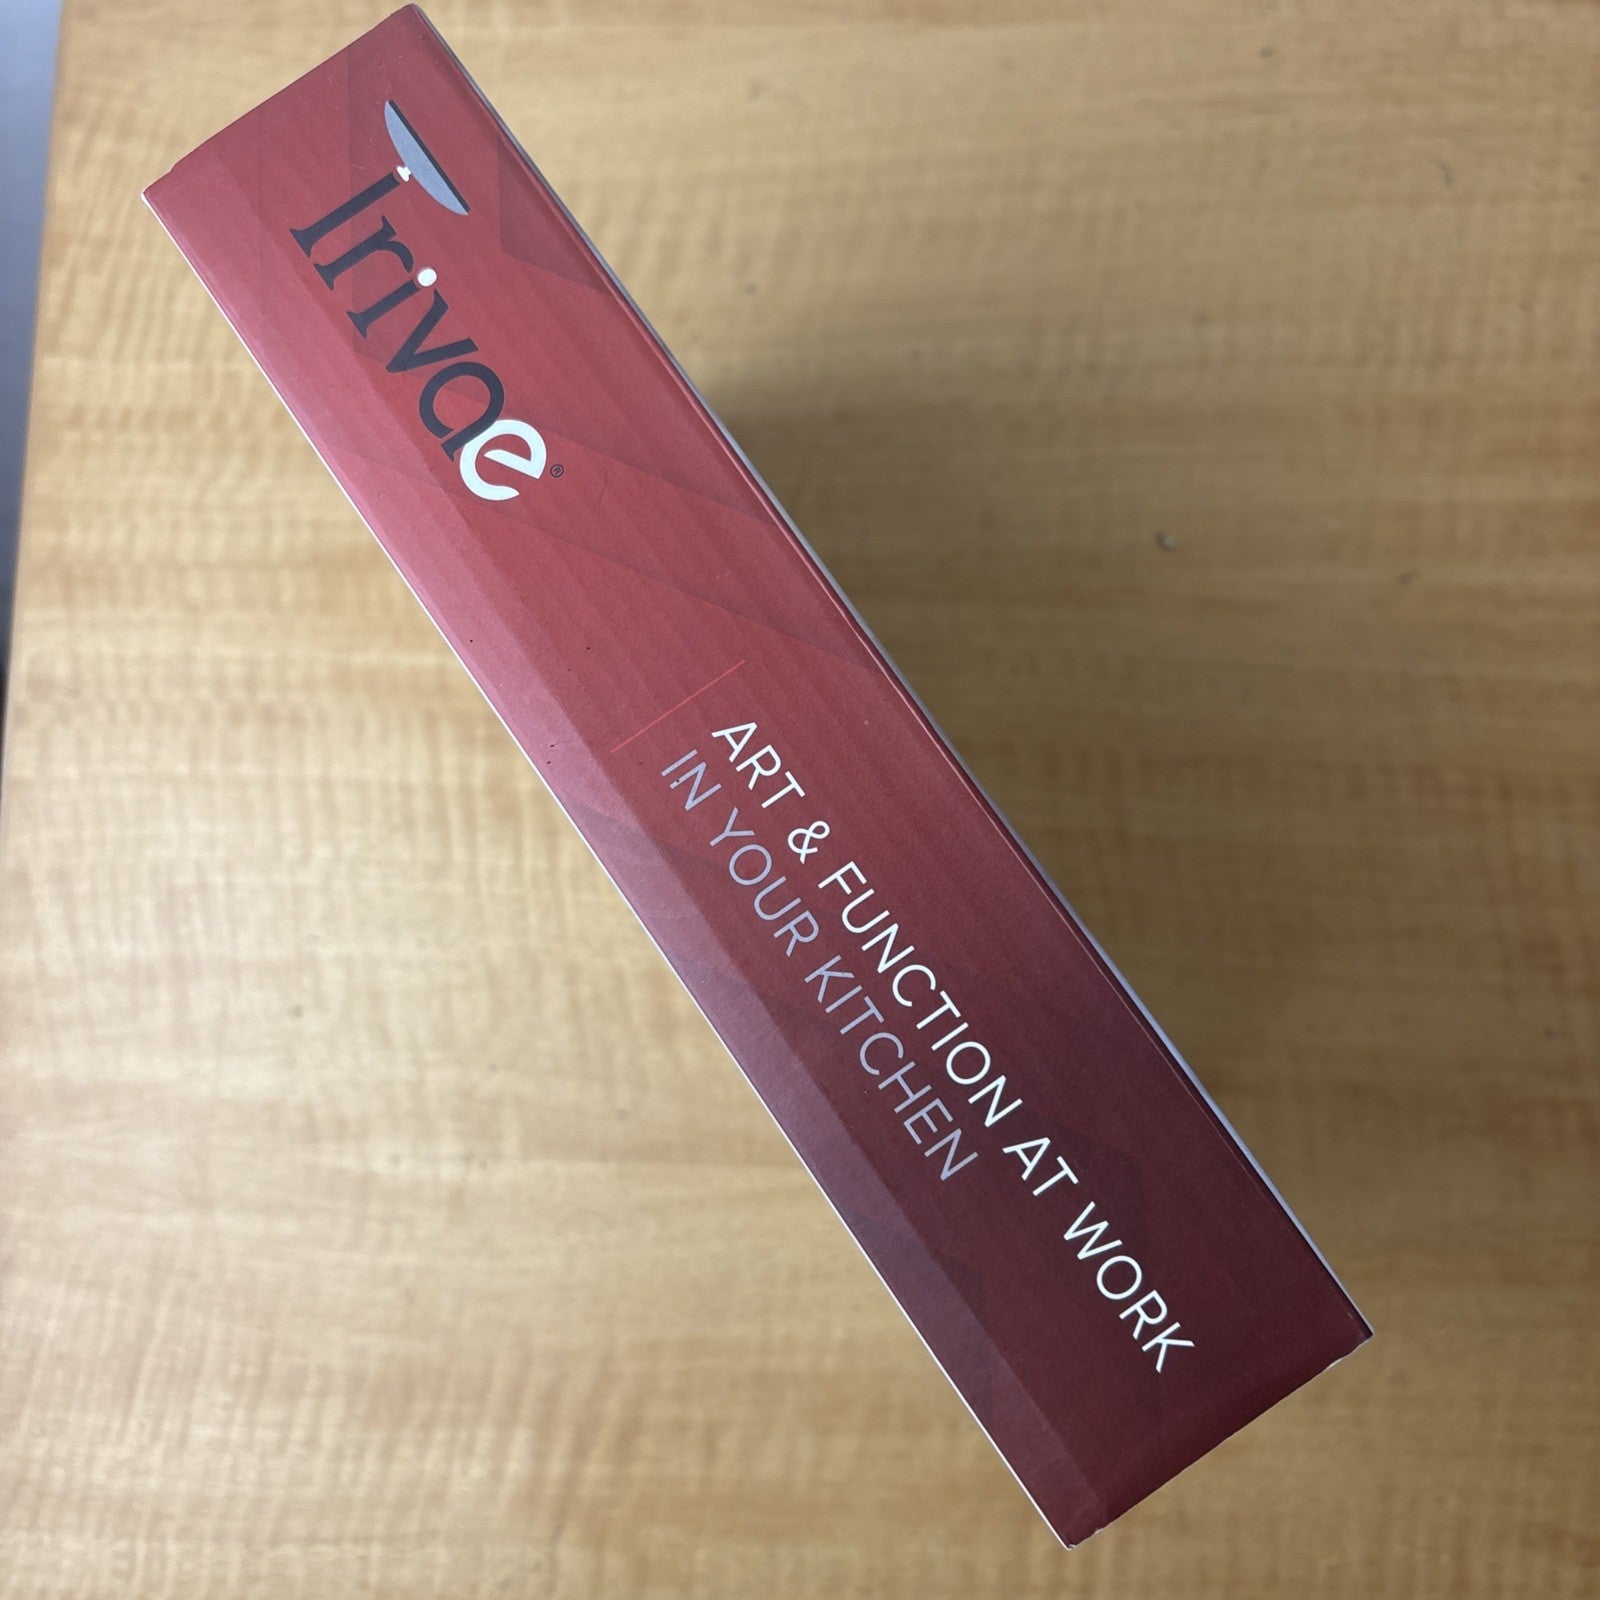 Trivae®
ART & FUNCTION AT WORK
IN YOUR KITCHEN